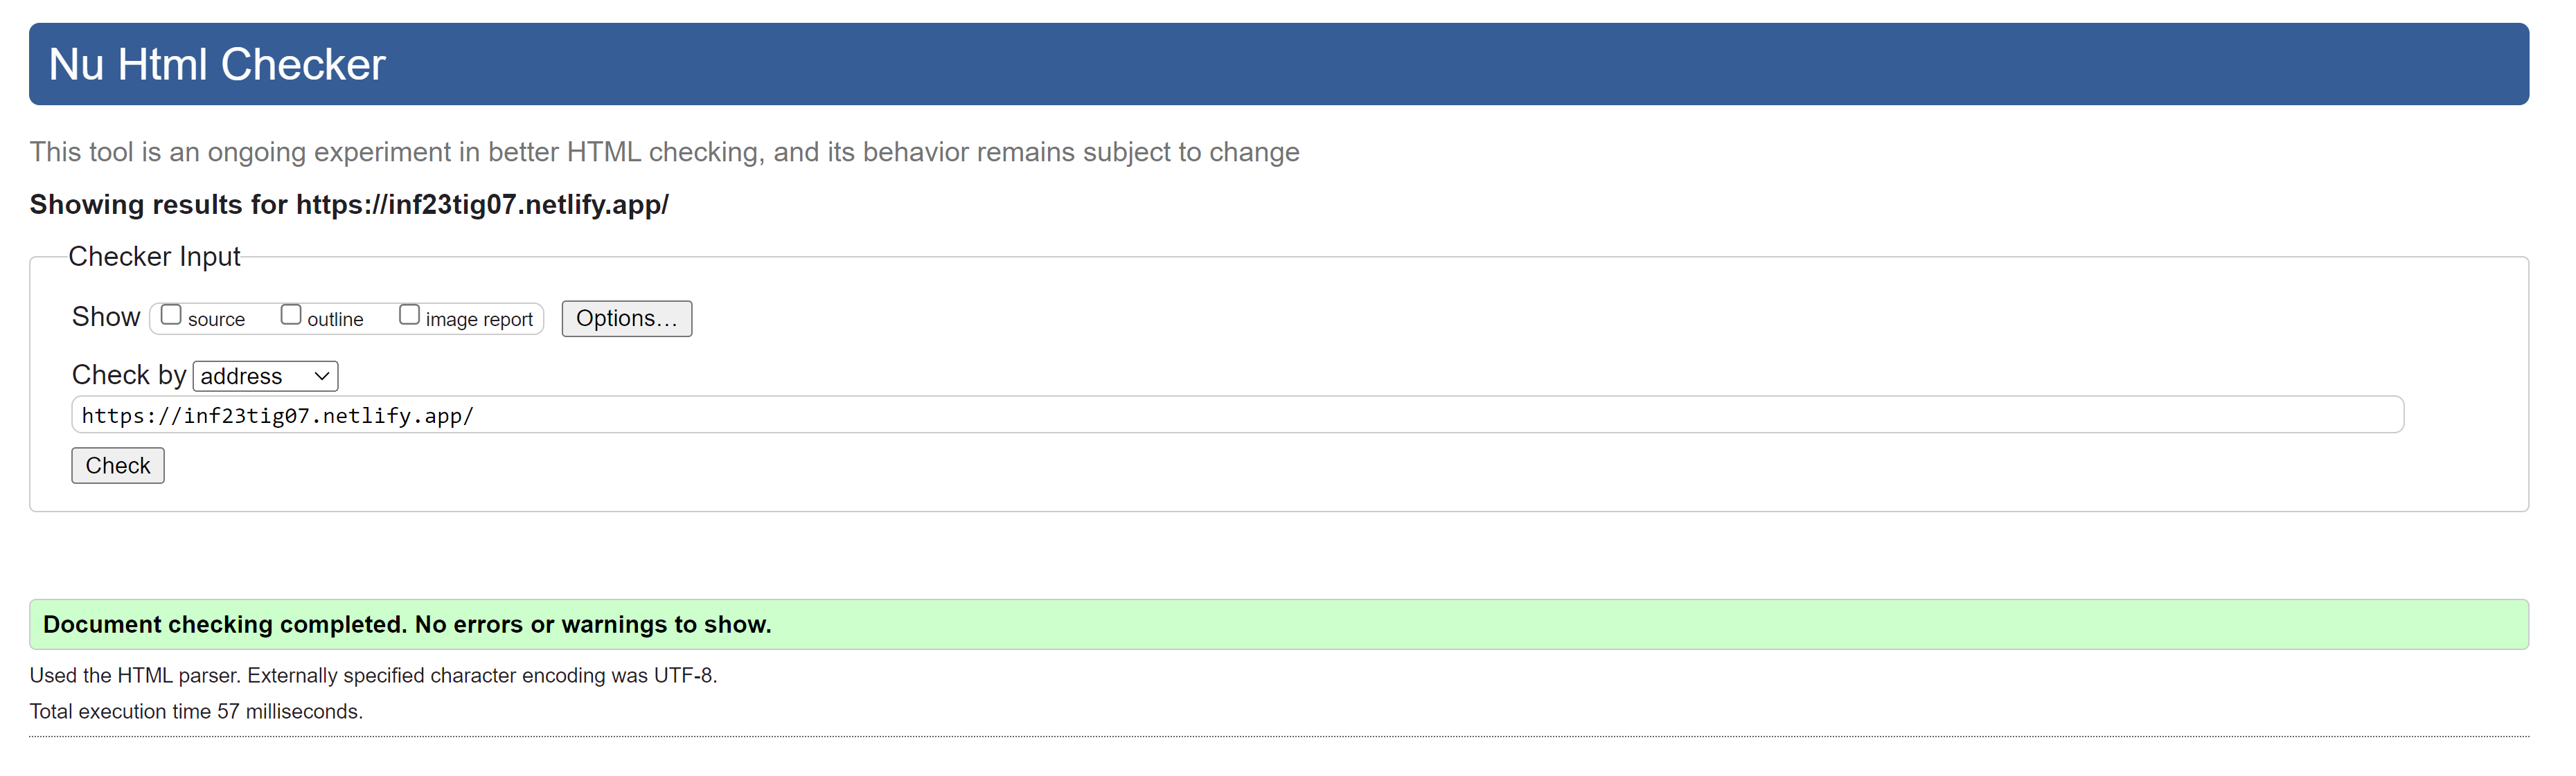 Nu Html Checker
This tool is an ongoing experiment in better HTML checking, and its behavior remains subject to change
Showing results for https://inf23tig07.netlify.app/
Checker Input
Show source outline image report Options…
Check by address
https://inf23tig07.netlify.app/
Check
Document checking completed. No errors or warnings to show.
Used the HTML parser. Externally specified character encoding was UTF-8.
Total execution time 57 milliseconds.